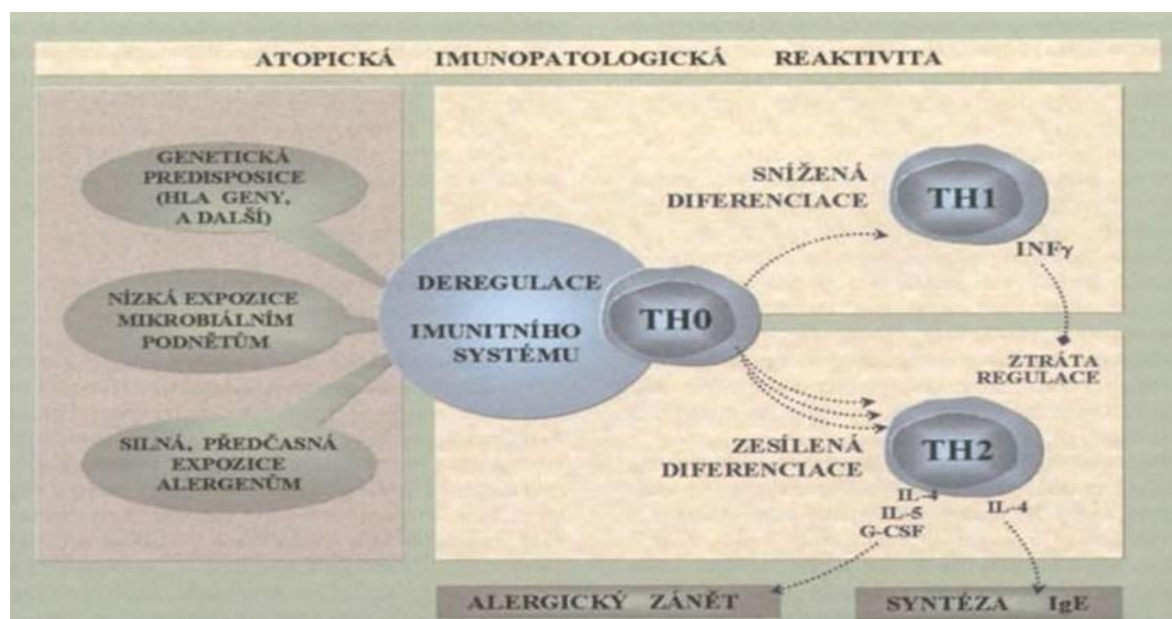 ATOPICKÁ IMUNOPATOLOGICKÁ REAKTIVITA
GENETICKÁ
PREDISPOSICE
(HLA GENY,
A DALŠÍ)
NÍZKÁ EXPOZICE
MIKROBIÁLNÍM
PODNĚTŮM
SILNÁ, PŘEDČASNÁ
EXPOZICE
ALERGENŮM
DEREGULACE
IMUNITNÍHO
SYSTÉMU
TH0
SNÍŽENÁ
DIFERENCIACE
TH1
INFγ
ZTRÁTA
REGULACE
ZESÍLENÁ
DIFERENCIACE
TH2
IL-4
IL-5
G-CSF
IL-4
ALERGICKÝ ZÁNĚT
SYNTÉZA IgE